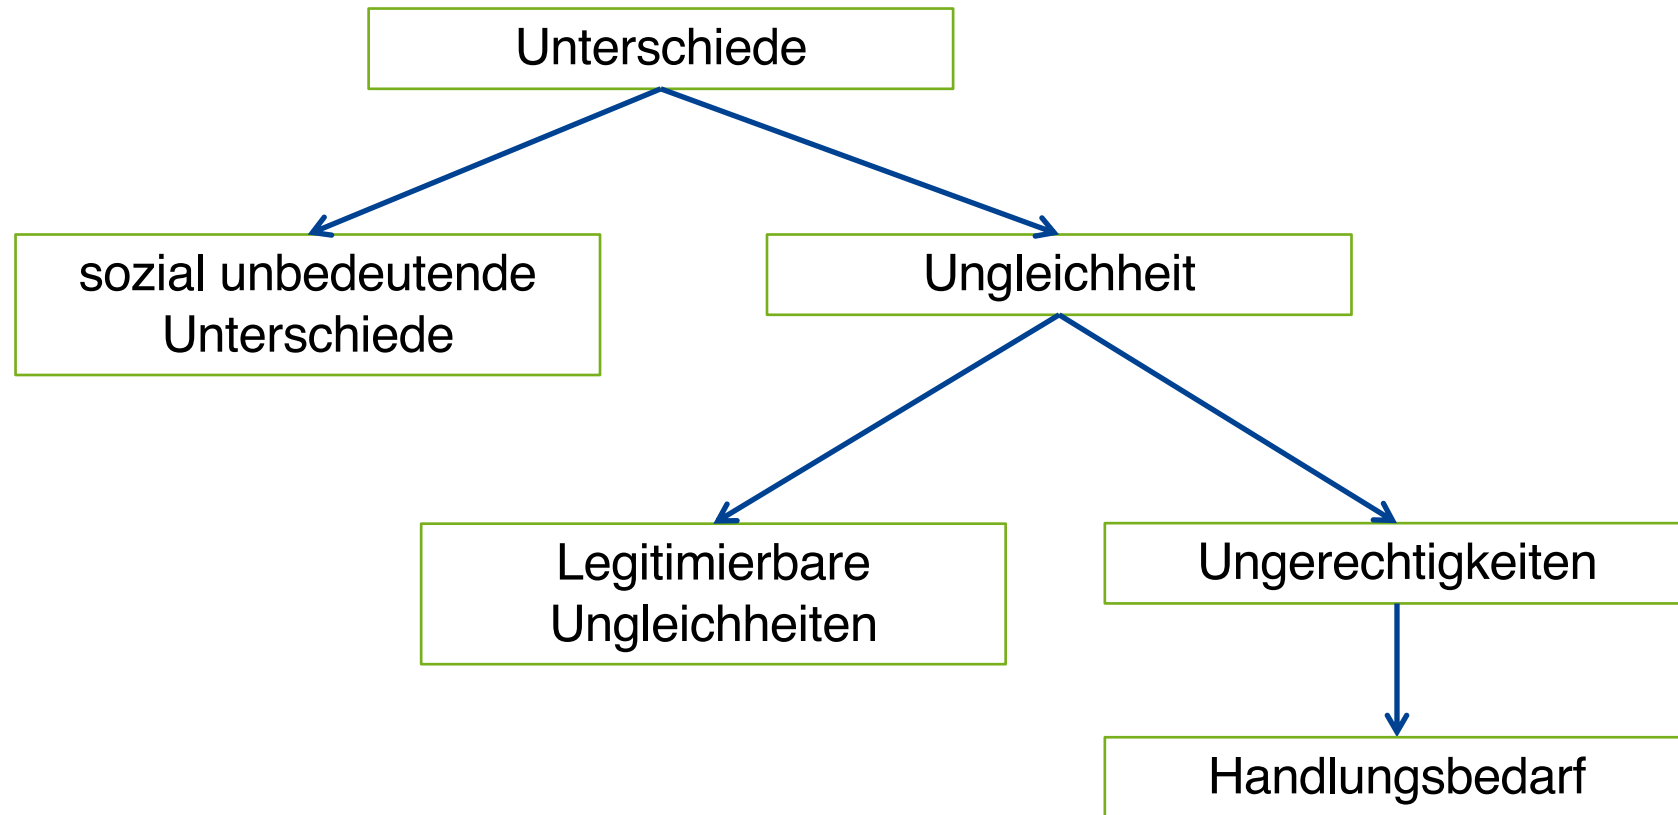 Unterschiede
sozial unbedeutende
Unterschiede
Ungleichheit
Legitimierbare
Ungleichheiten
Ungerechtigkeiten
Handlungsbedarf